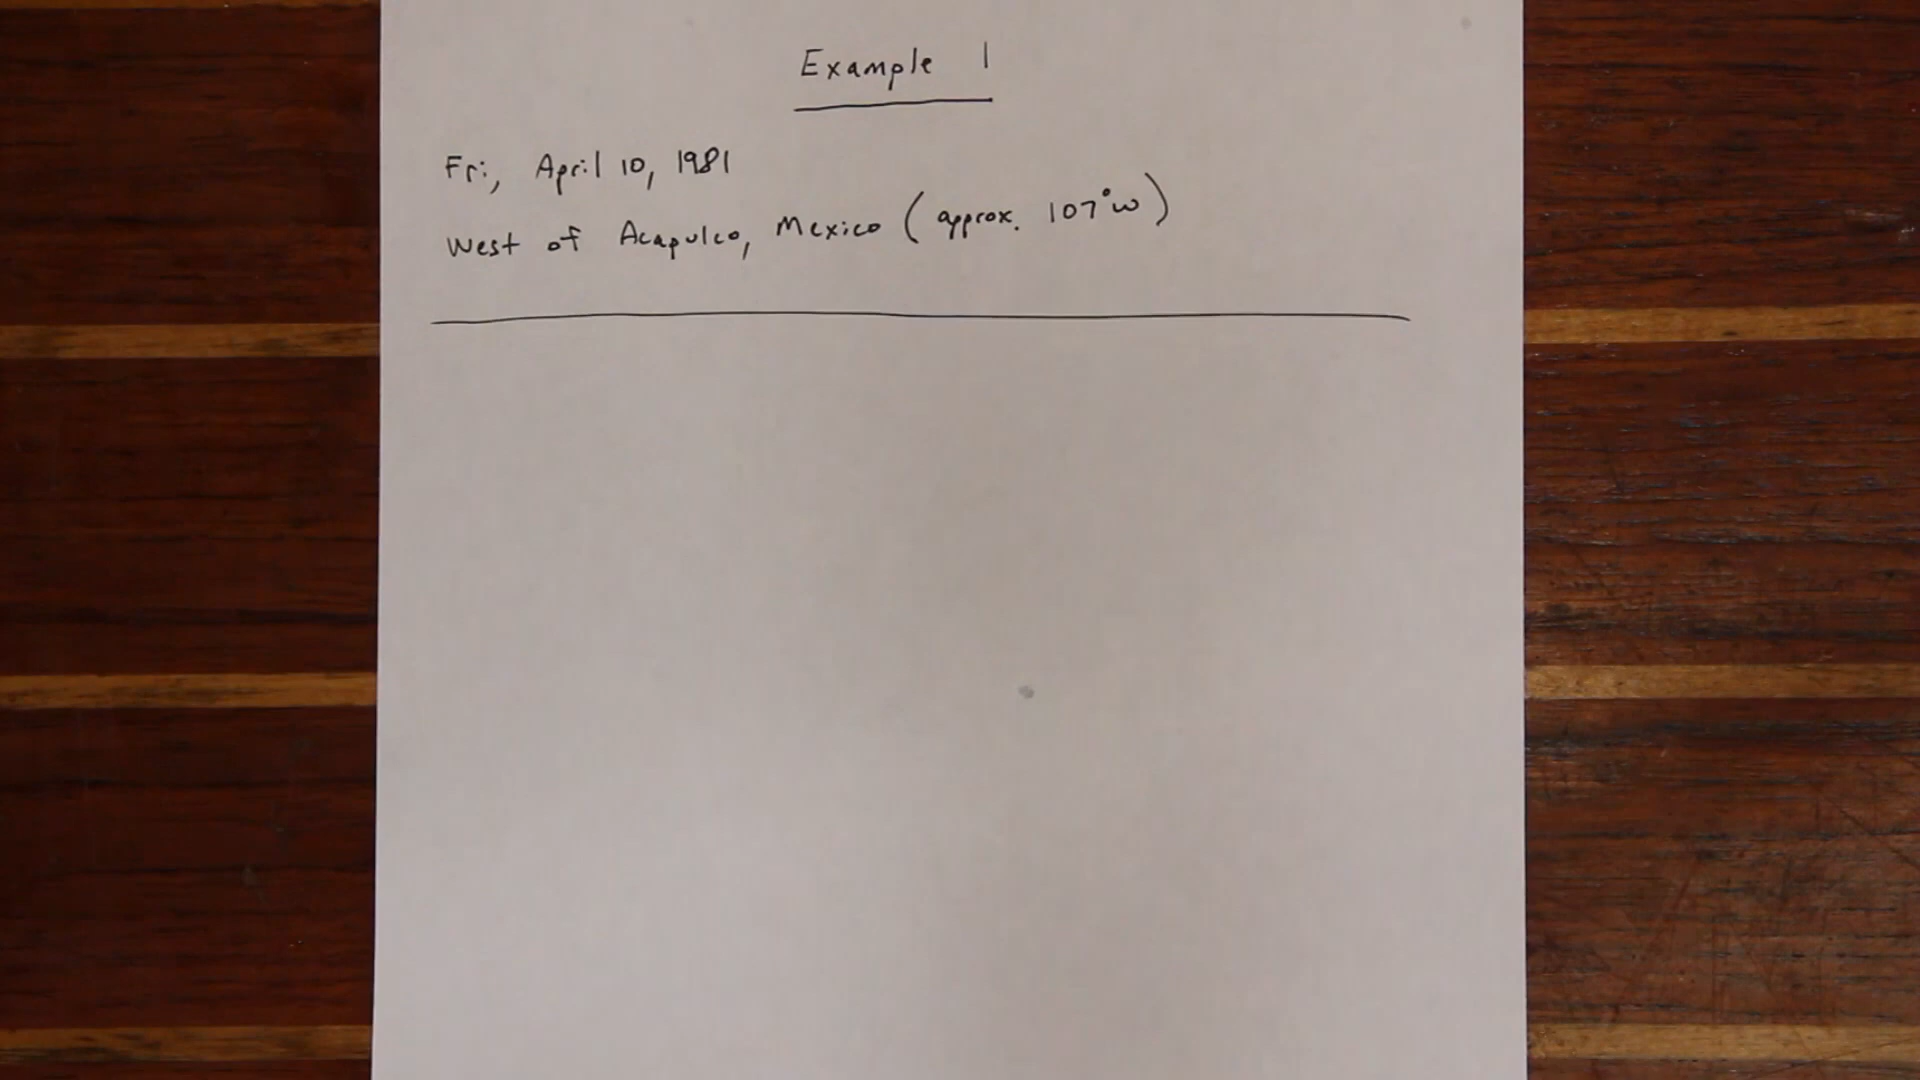 Example 1
Fri, April 10, 1981
West of Acapulco, Mexico (approx. 107°W)